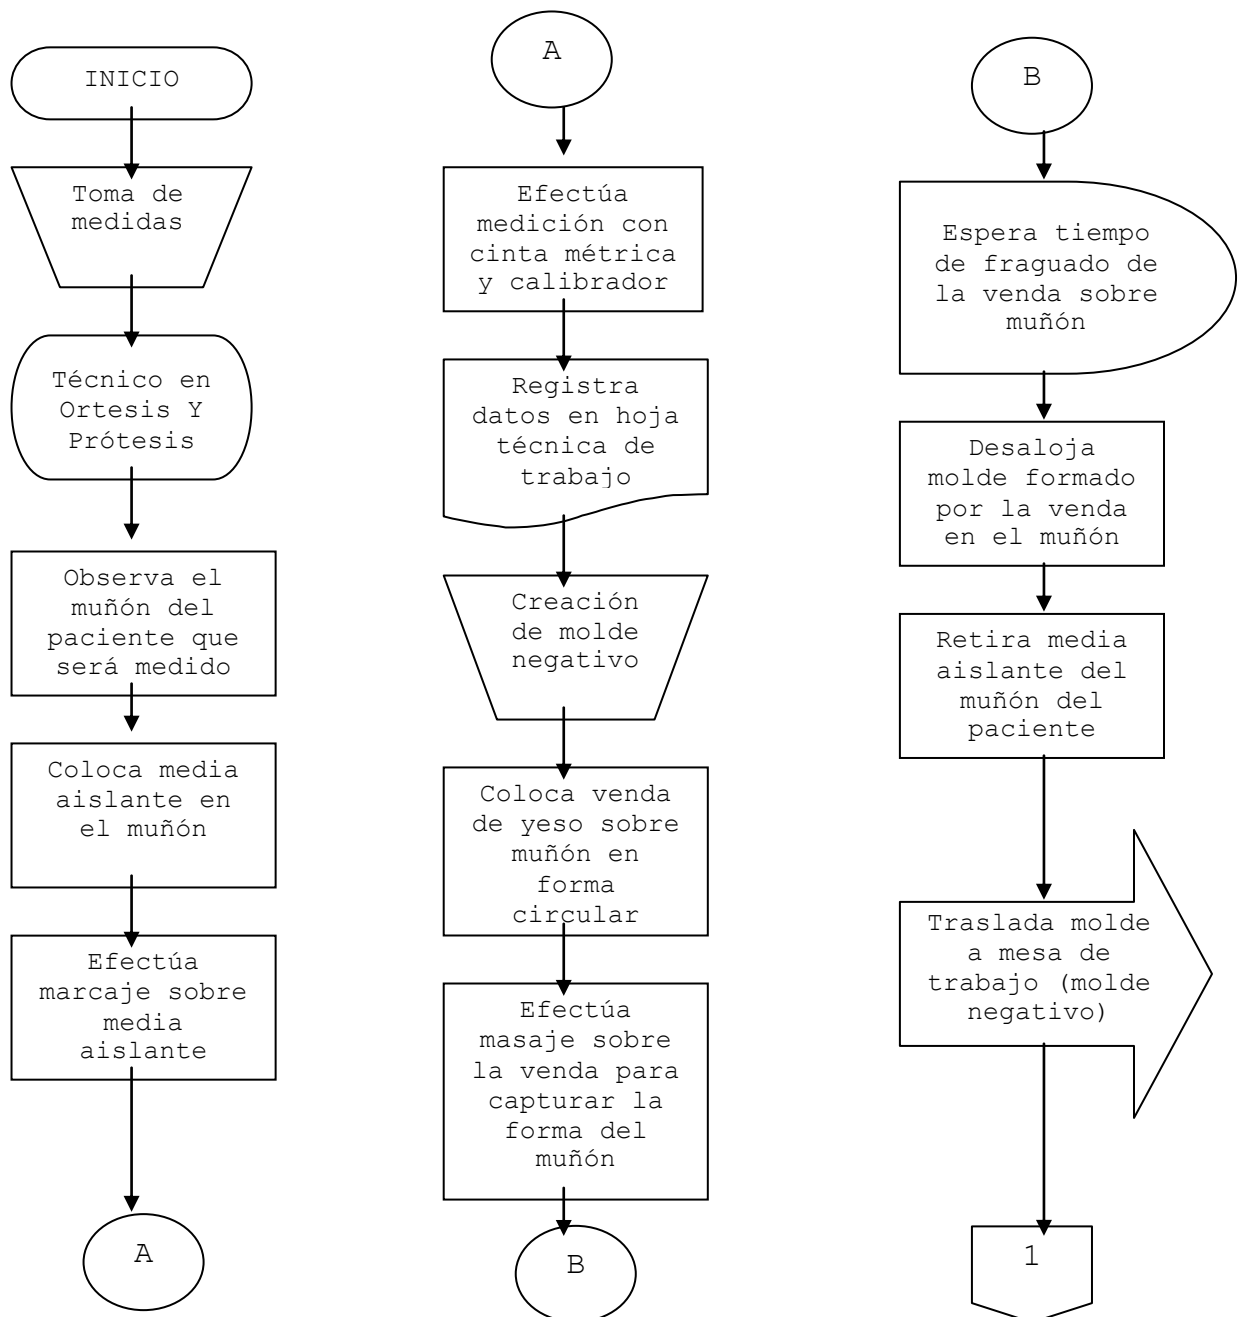 INICIO
Toma de
medidas
Técnico en
Ortesis Y
Prótesis
Observa el
muñón del
paciente que
será medido
Coloca media
aislante en
el muñón
Efectúa
marcaje sobre
media
aislante
A
A
Efectúa
medición con
cinta métrica
y calibrador
Registra
datos en hoja
técnica de
trabajo
Creación
de molde
negativo
Coloca venda
de yeso sobre
muñón en
forma
circular
Efectúa
masaje sobre
la venda para
capturar la
forma del
muñón
B
B
Espera tiempo
de fraguado de
la venda sobre
muñón
Desaloja
molde formado
por la venda
en el muñón
Retira media
aislante del
muñón del
paciente
Traslada molde
a mesa de
trabajo (molde
negativo)
1